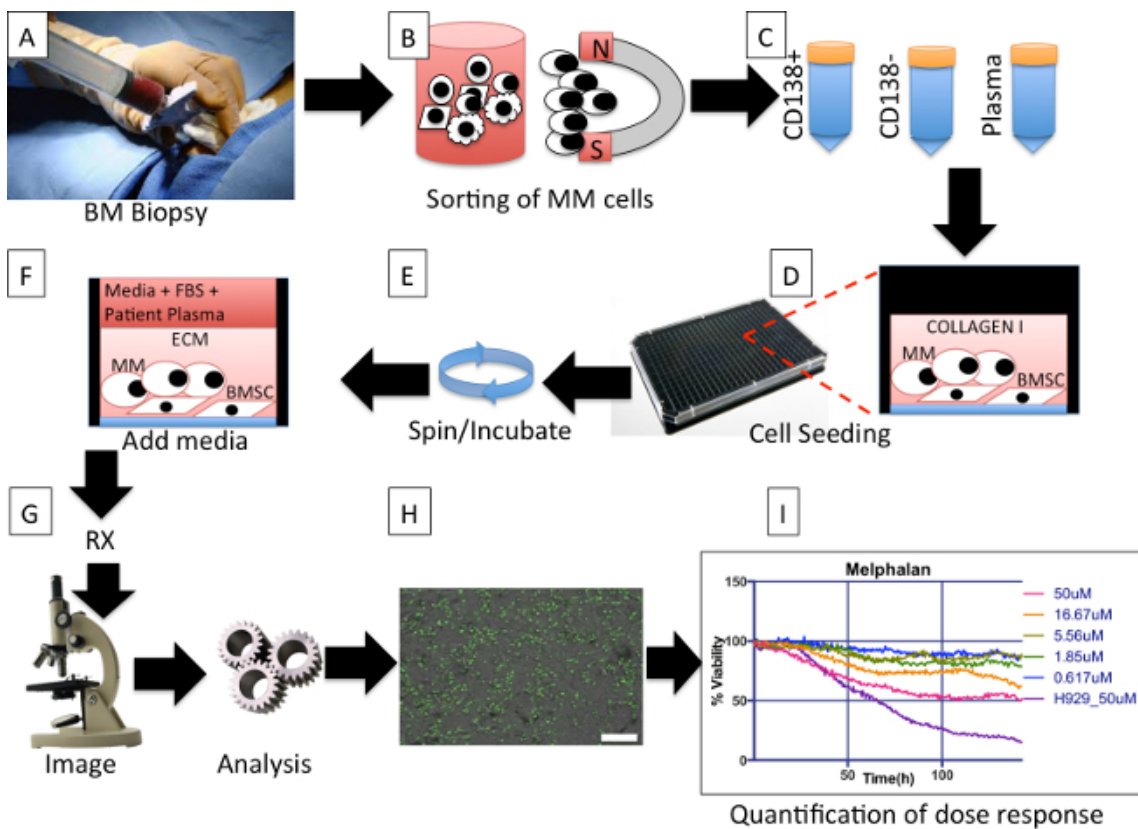 A
BM Biopsy
B
N
S
Sorting of MM cells
C
CD138+
CD138-
Plasma
D
COLLAGEN I
MM
BMSC
Cell Seeding
E
Spin/Incubate
F
Media + FBS +
Patient Plasma
ECM
MM
BMSC
Add media
G
RX
Image
Analysis
H
I
Melphalan
150
100
50
0
% Viability
50
100
Time(h)
50uM
16.67uM
5.56uM
1.85uM
0.617uM
H929_50uM
Quantification of dose response